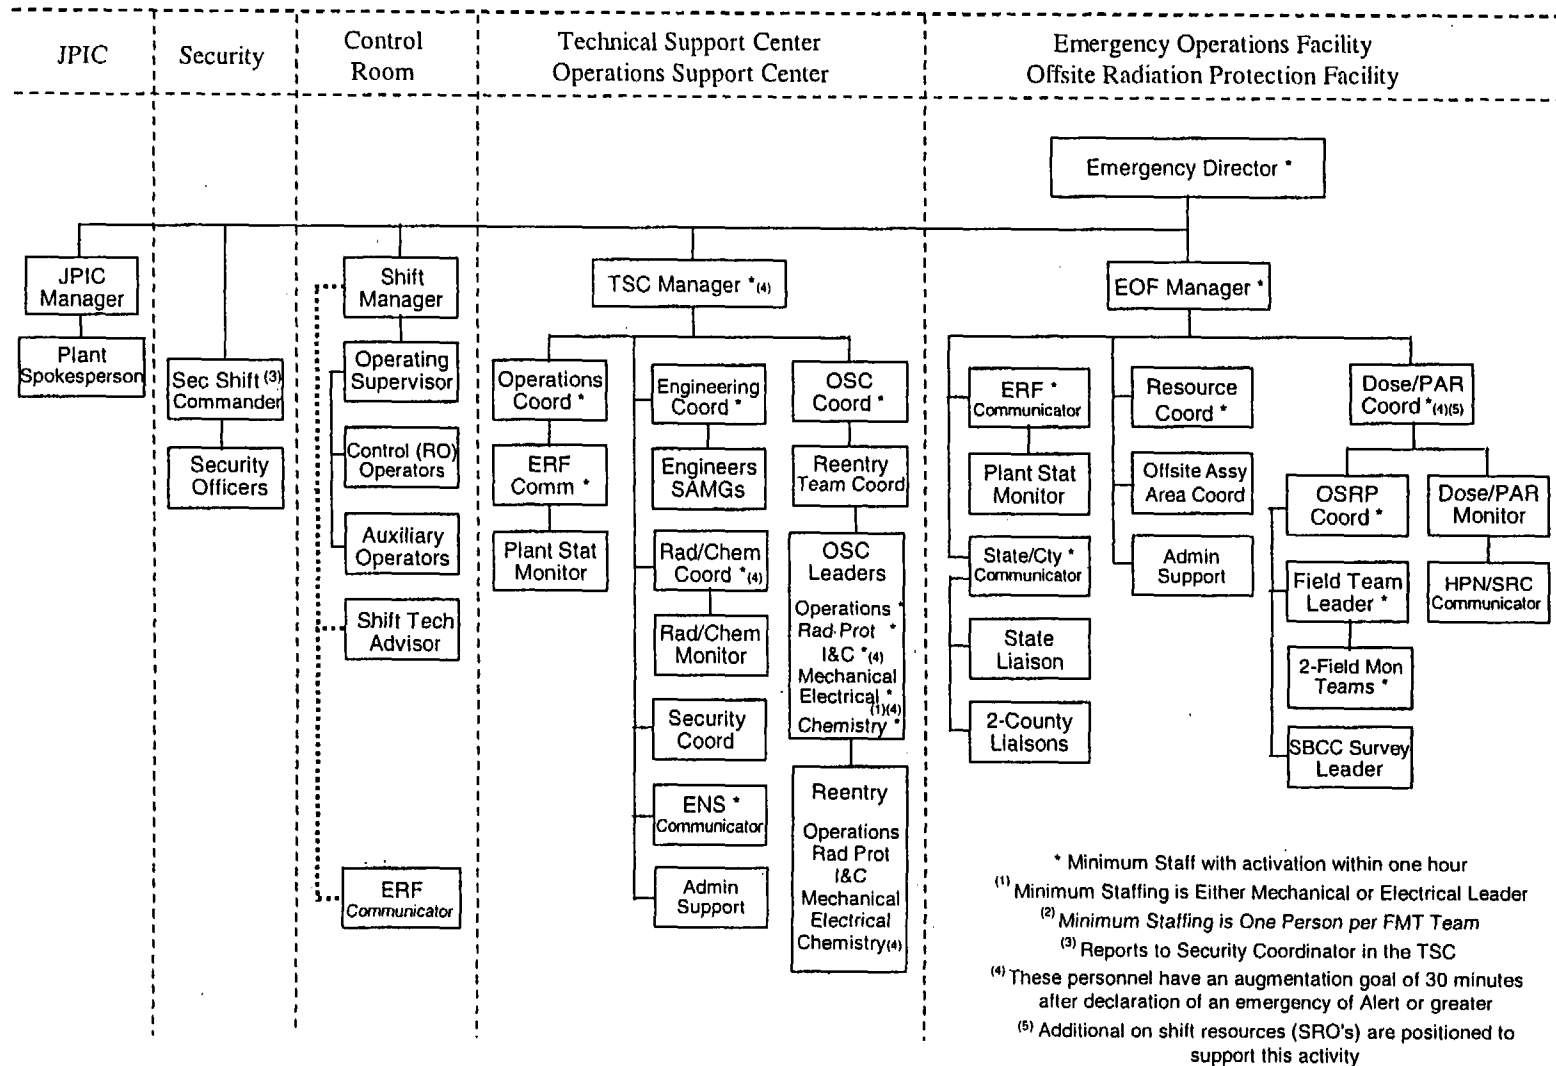 JPIC
Security
Control
Room
Technical Support Center
Operations Support Center
Emergency Operations Facility
Offsite Radiation Protection Facility
Emergency Director *
JPIC
Manager
Plant
Spokesperson
Sec Shift (3)
Commander
Security
Officers
Shift
Manager
Operating
Supervisor
Control (RO)
Operators
Auxiliary
Operators
Shift Tech
Advisor
ERF
Communicator
TSC Manager *(4)
Operations
Coord *
ERF
Comm *
Plant Stat
Monitor
Engineering
Coord *
Engineers
SAMGs
Rad/Chem
Coord *(4)
Rad/Chem
Monitor
Security
Coord
ENS *
Communicator
Admin
Support
OSC
Coord *
Reentry
Team Coord
OSC
Leaders
Operations *
Rad Prot *
I&C *(4)
Mechanical
Electrical *
(1)(4)
Chemistry *
Reentry
Operations
Rad Prot
I&C
Mechanical
Electrical
Chemistry(4)
EOF Manager *
ERF *
Communicator
Plant Stat
Monitor
State/Cty *
Communicator
State
Liaison
2-County
Liaisons
Resource
Coord *
Offsite Assy
Area Coord
Admin
Support
Dose/PAR
Coord *(4)(5)
OSRP
Coord *
Field Team
Leader *
2-Field Mon
Teams *
SBCC Survey
Leader
Dose/PAR
Monitor
HPN/SRC
Communicator
* Minimum Staff with activation within one hour
(1) Minimum Staffing is Either Mechanical or Electrical Leader
(2) Minimum Staffing is One Person per FMT Team
(3) Reports to Security Coordinator in the TSC
(4) These personnel have an augmentation goal of 30 minutes
after declaration of an emergency of Alert or greater
(5) Additional on shift resources (SRO's) are positioned to
support this activity